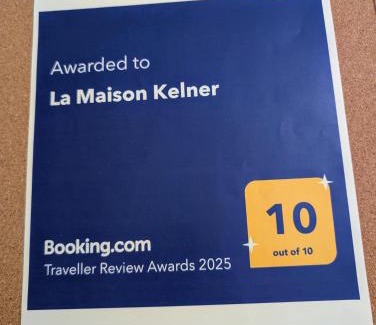 Awarded to
La Maison Kelner
10
out of 10
Booking.com
Traveller Review Awards 2025